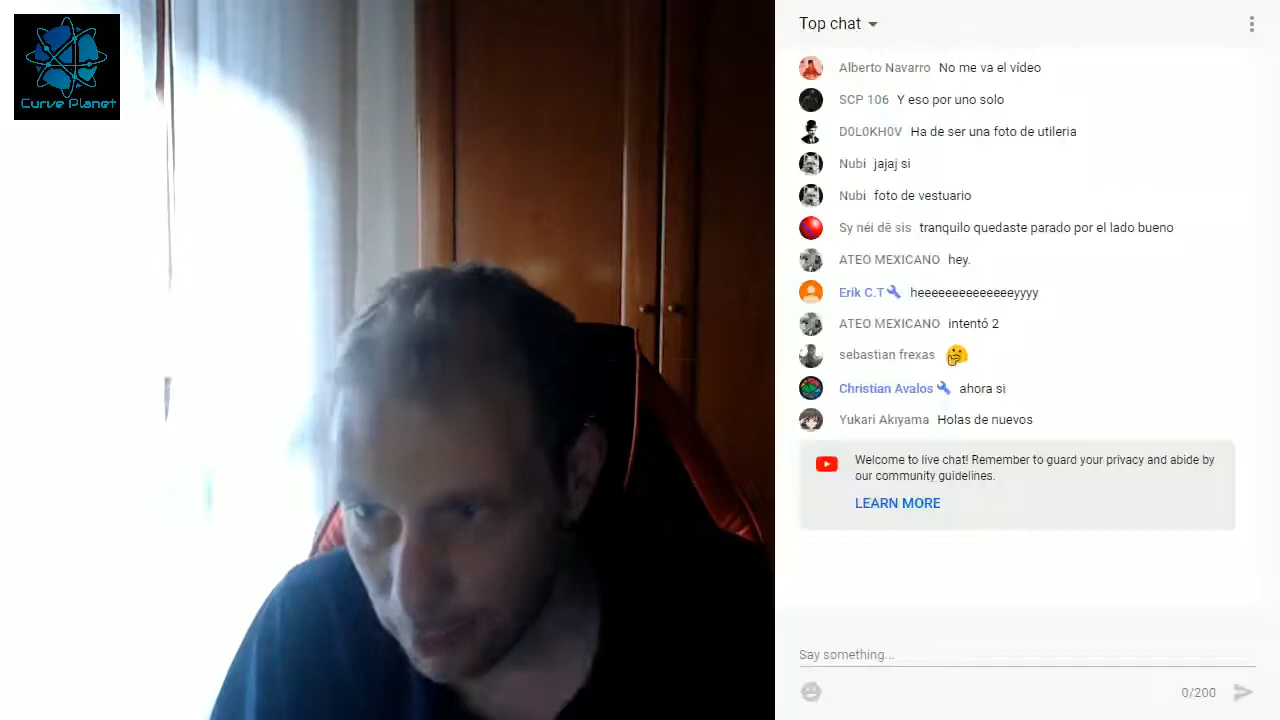 Curve Planet
Top chat
Alberto Navarro No me va el vídeo
SCP 106 Y eso por uno solo
D0L0KH0V Ha de ser una foto de utileria
Nubi jajaj si
Nubi foto de vestuario
Sy néi dē sis tranquilo quedaste parado por el lado bueno
ATEO MEXICANO hey.
Erik C.T heeeeeeeeeeeeeyyyy
ATEO MEXICANO intentó 2
sebastian frexas
Christian Avalos ahora si
Yukari Akiyama Holas de nuevos
Welcome to live chat! Remember to guard your privacy and abide by
our community guidelines.
LEARN MORE
Say something...
0/200